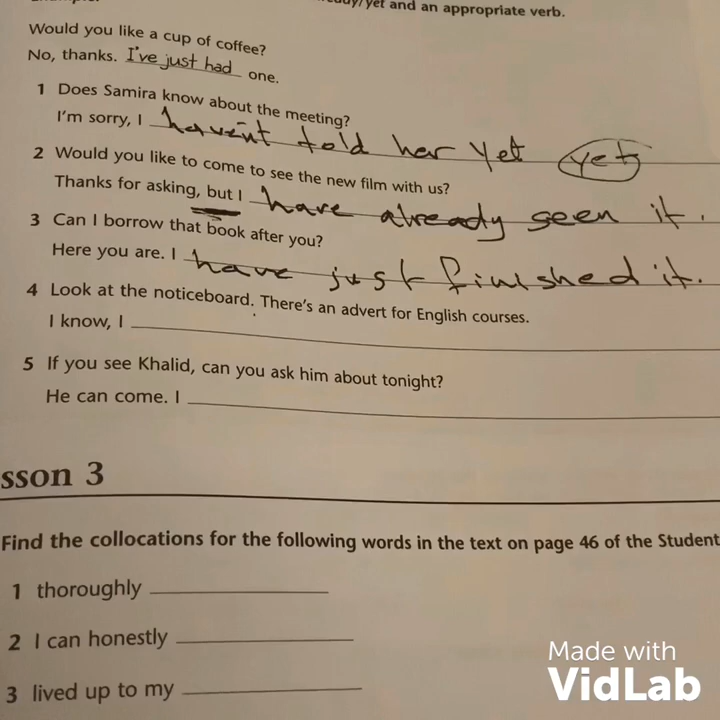 dy/yet and an appropriate verb.
Would you like a cup of coffee?
No, thanks. I've just had one.
1 Does Samira know about the meeting?
I'm sorry, I haven't told her yet yet
2 Would you like to come to see the new film with us?
Thanks for asking, but I have already seen it.
3 Can I borrow that book after you?
Here you are. I have just finished it.
4 Look at the noticeboard. There's an advert for English courses.
I know, I
5 If you see Khalid, can you ask him about tonight?
He can come. I
sson 3
Find the collocations for the following words in the text on page 46 of the Student
1 thoroughly
2 I can honestly
3 lived up to my
Made with
VidLab